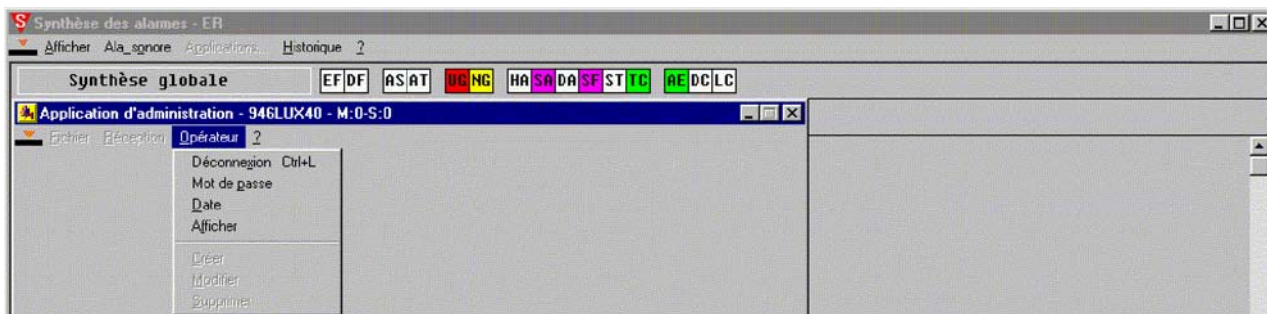 Synthèse des alarmes - ER
Afficher Ala_sonore Applications... Historique ?
Synthèse globale EF DF AS AT UG NG HA SA DA SF ST TC AE DC LC
Application d'administration - 946LUX40 - M:0-S:0
Fichier Réception Opérateur ?
Déconnexion Ctrl+L
Mot de passe
Date
Afficher
Créer
Modifier
Supprimer